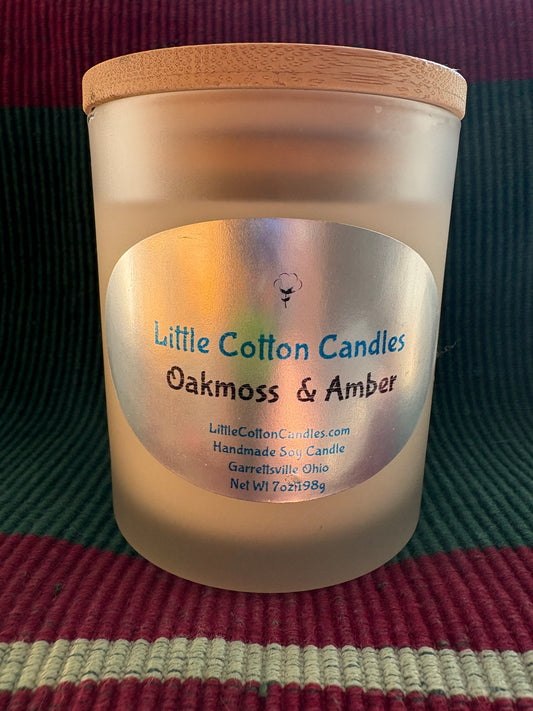 Little Cotton Candles
Oakmoss & Amber
LittleCottonCandles.com
Handmade Soy Candle
Garrettsville Ohio
Net Wt 7oz/198g